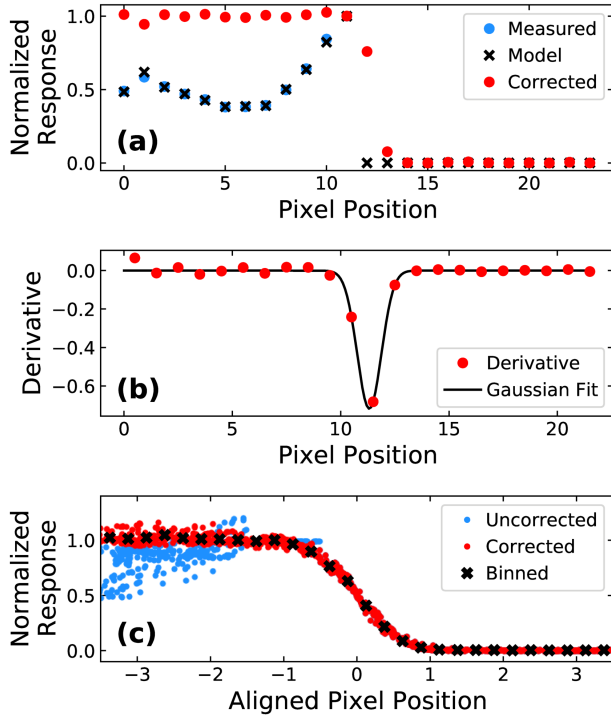 1.0
0.5
0.0
Normalized
Response
Measured
Model
Corrected
(a)
0 5 10 15 20
Pixel Position
0.0
−0.2
−0.4
−0.6
Derivative
Derivative
Gaussian Fit
(b)
0 5 10 15 20
Pixel Position
1.0
0.5
0.0
Normalized
Response
Uncorrected
Corrected
Binned
(c)
−3 −2 −1 0 1 2 3
Aligned Pixel Position